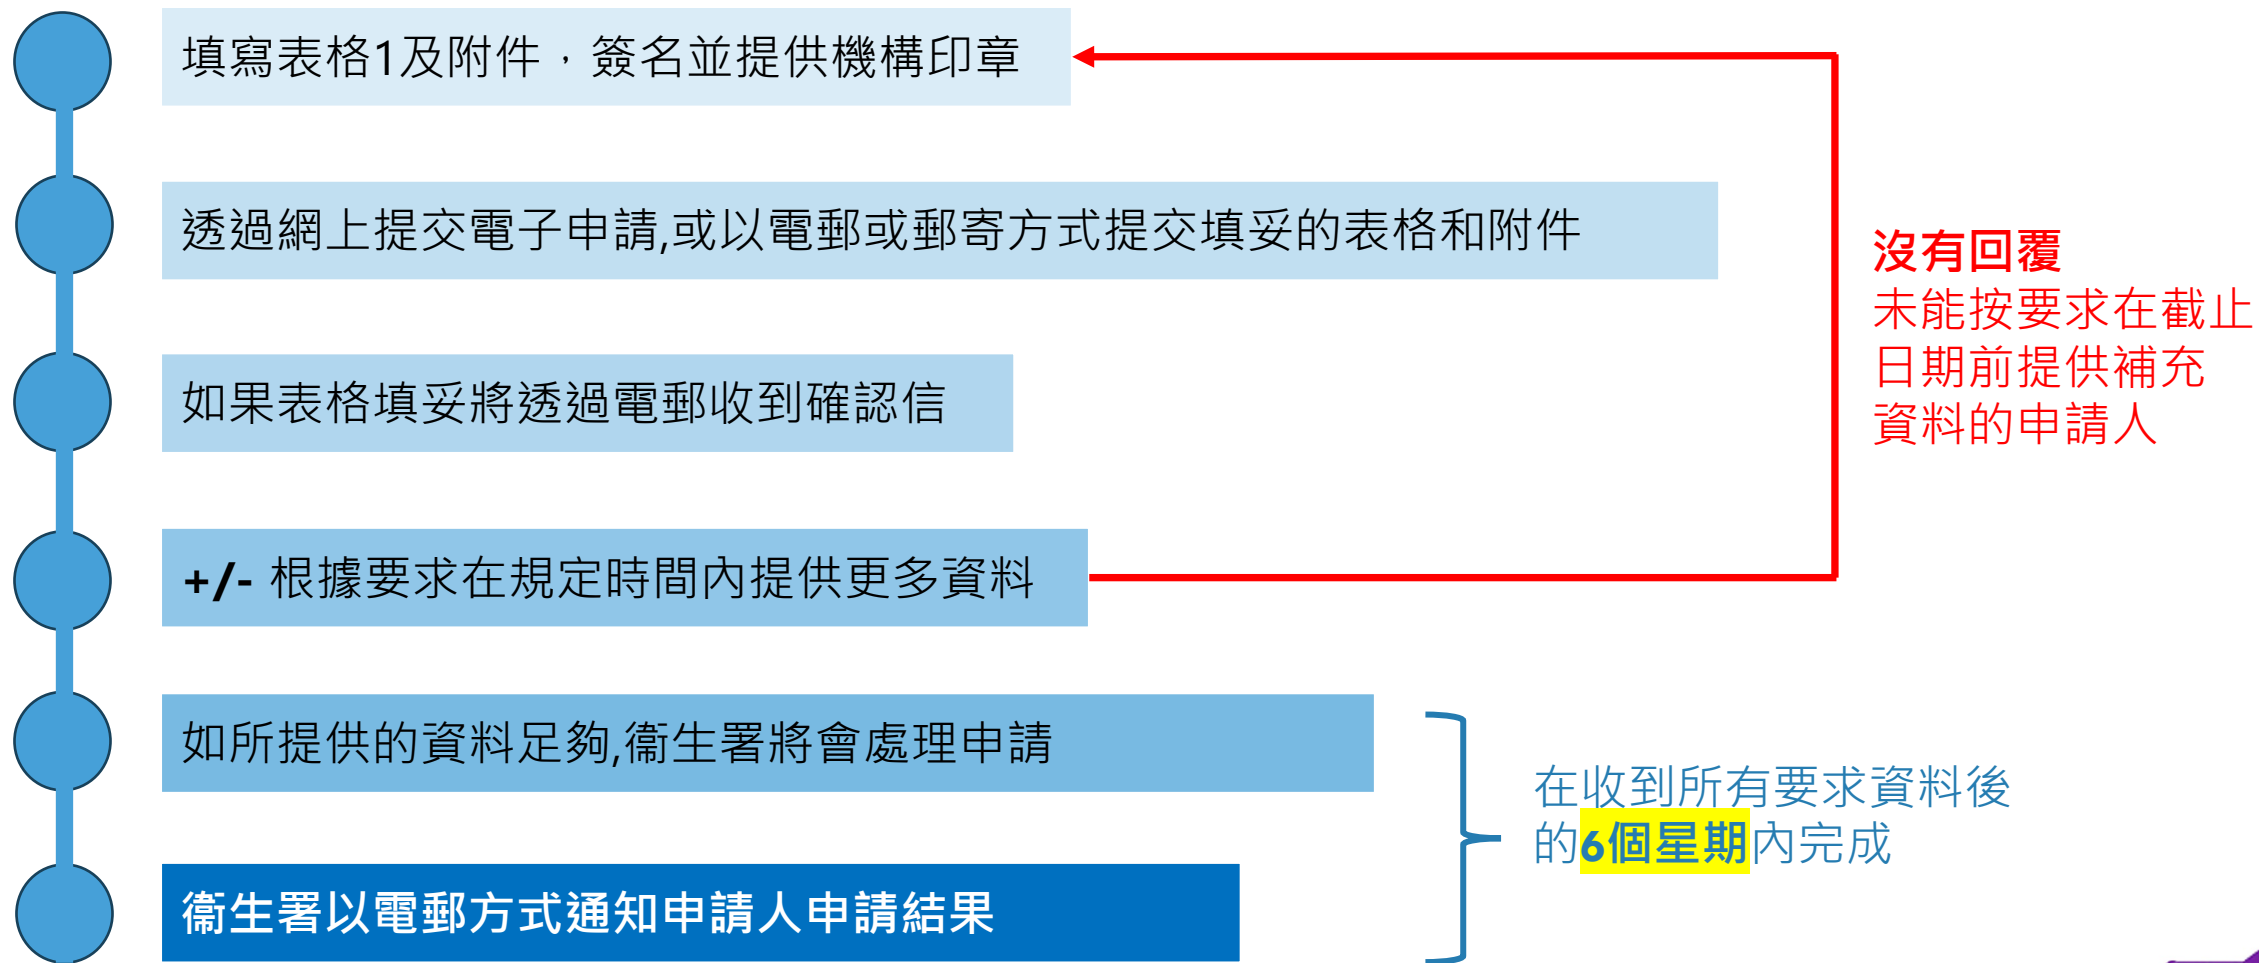 填寫表格1及附件，簽名並提供機構印章
透過網上提交電子申請,或以電郵或郵寄方式提交填妥的表格和附件
如果表格填妥將透過電郵收到確認信
+/- 根據要求在規定時間內提供更多資料
沒有回覆
未能按要求在截止
日期前提供補充
資料的申請人
如所提供的資料足夠,衞生署將會處理申請
衞生署以電郵方式通知申請人申請結果
在收到所有要求資料後
的6個星期內完成